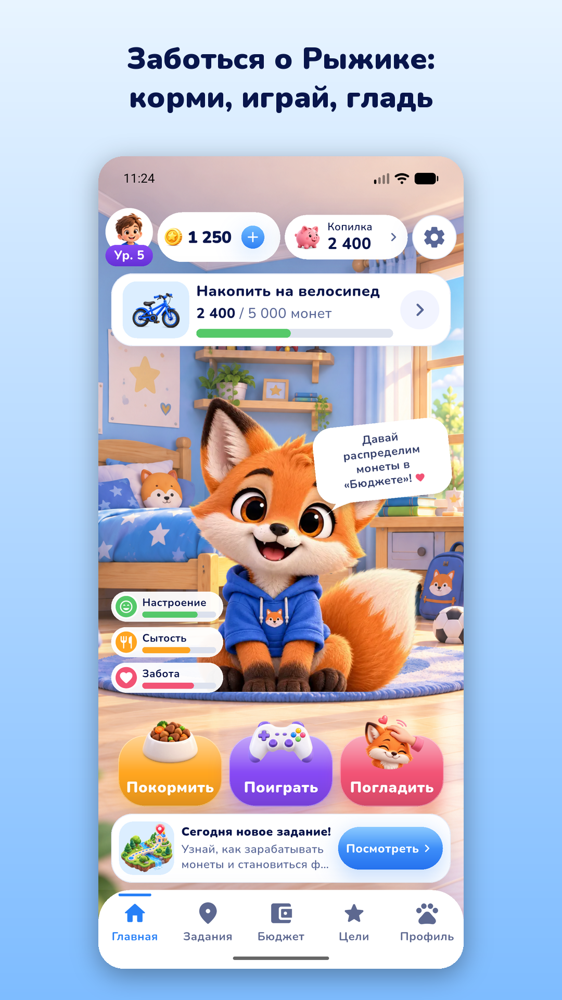 Заботься о Рыжике:
корми, играй, гладь
11:24
Ур. 5
1 250
Копилка
2 400
Накопить на велосипед
2 400 / 5 000 монет
Давай
распределим
монеты в
«Бюджете»!
Настроение
Сытость
Забота
Покормить
Поиграть
Погладить
Сегодня новое задание!
Узнай, как зарабатывать
монеты и становиться ф...
Посмотреть
Главная
Задания
Бюджет
Цели
Профиль